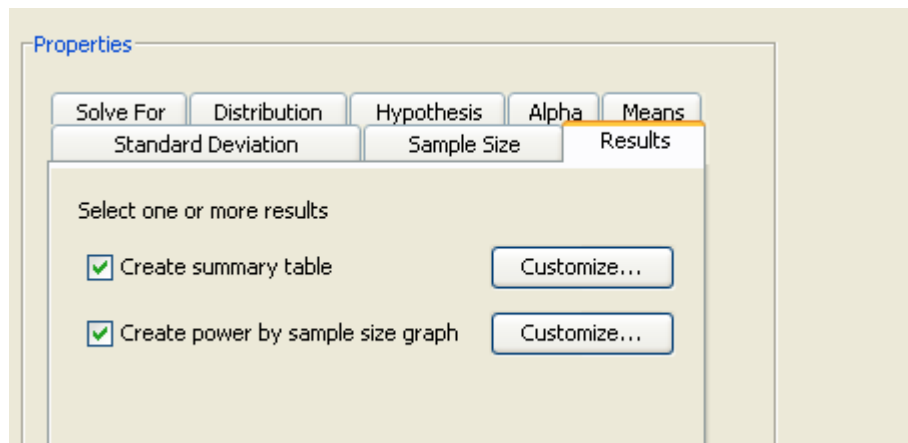 Properties
Solve For Distribution Hypothesis Alpha Means
Standard Deviation Sample Size Results
Select one or more results
Create summary table Customize...
Create power by sample size graph Customize...